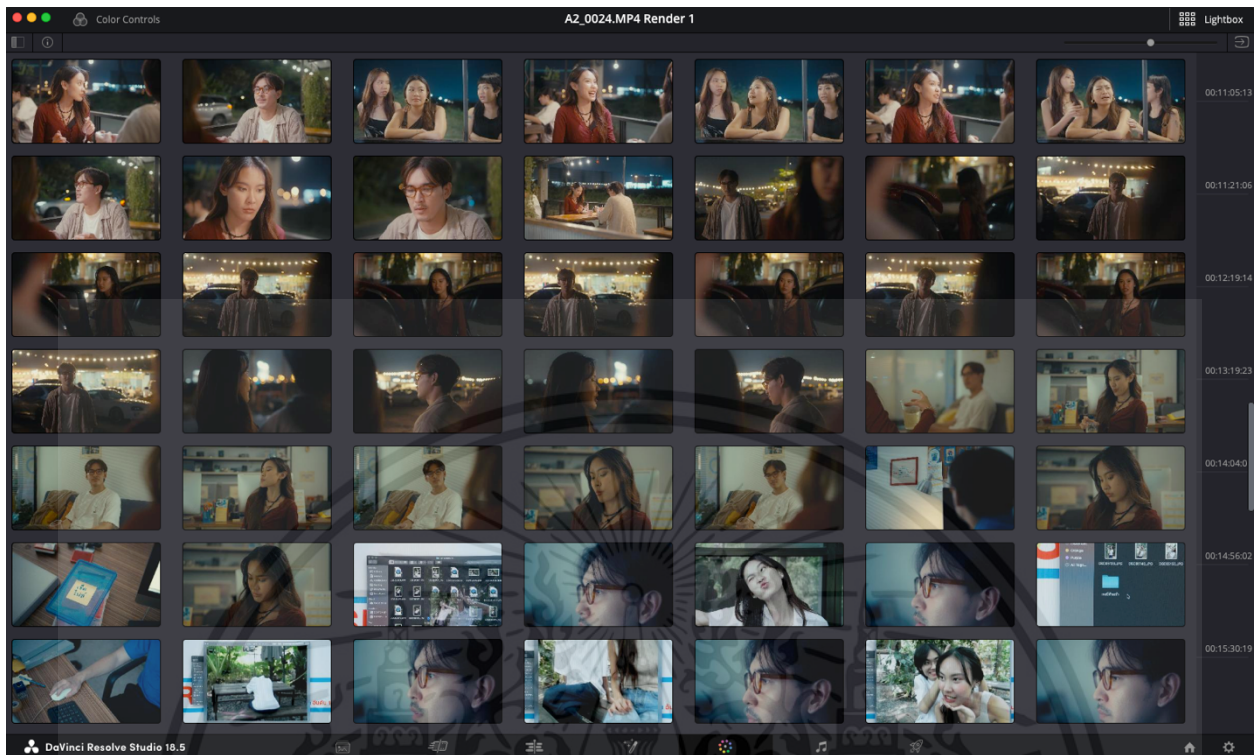 Color Controls
A2_0024.MP4 Render 1
Lightbox
00:11:05:13
00:11:21:06
00:12:19:14
00:13:19:23
00:14:04:0
00:14:56:02
00:15:30:19
DaVinci Resolve Studio 18.5